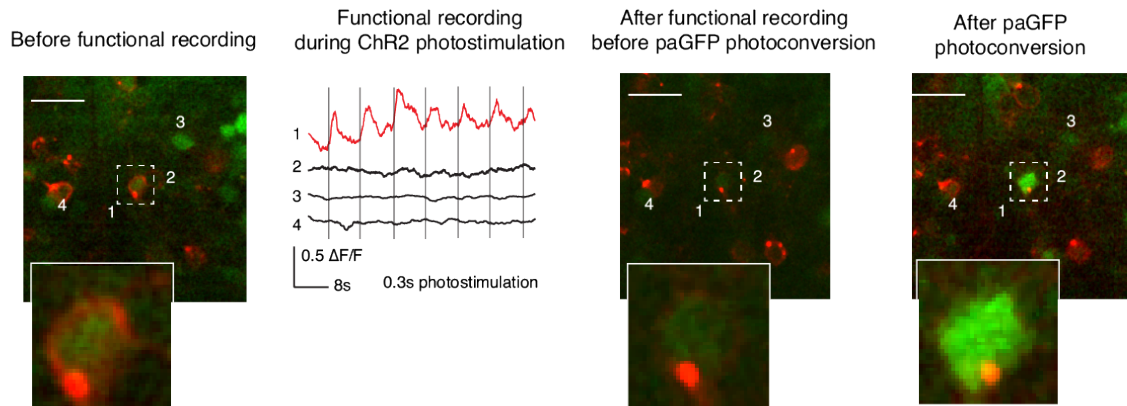 Before functional recording
Functional recording
during ChR2 photostimulation
After functional recording
before paGFP photoconversion
After paGFP
photoconversion
3
2
4
1
1
2
3
4
0.5 ΔF/F
8s
0.3s photostimulation
3
2
4
1
3
2
4
1